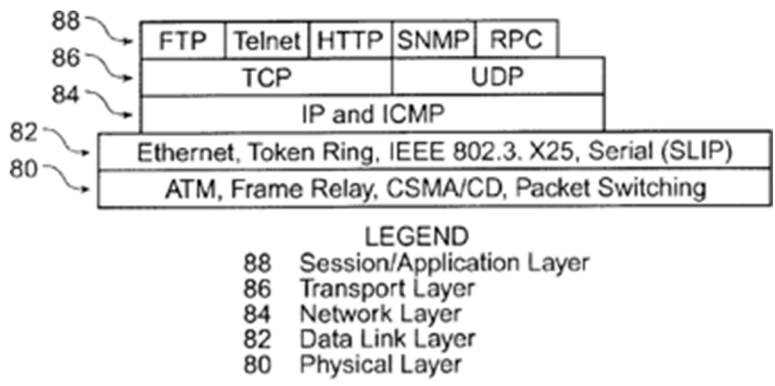 88 FTP Telnet HTTP SNMP RPC
86 TCP UDP
84 IP and ICMP
82 Ethernet, Token Ring, IEEE 802.3. X25, Serial (SLIP)
80 ATM, Frame Relay, CSMA/CD, Packet Switching
LEGEND
88 Session/Application Layer
86 Transport Layer
84 Network Layer
82 Data Link Layer
80 Physical Layer